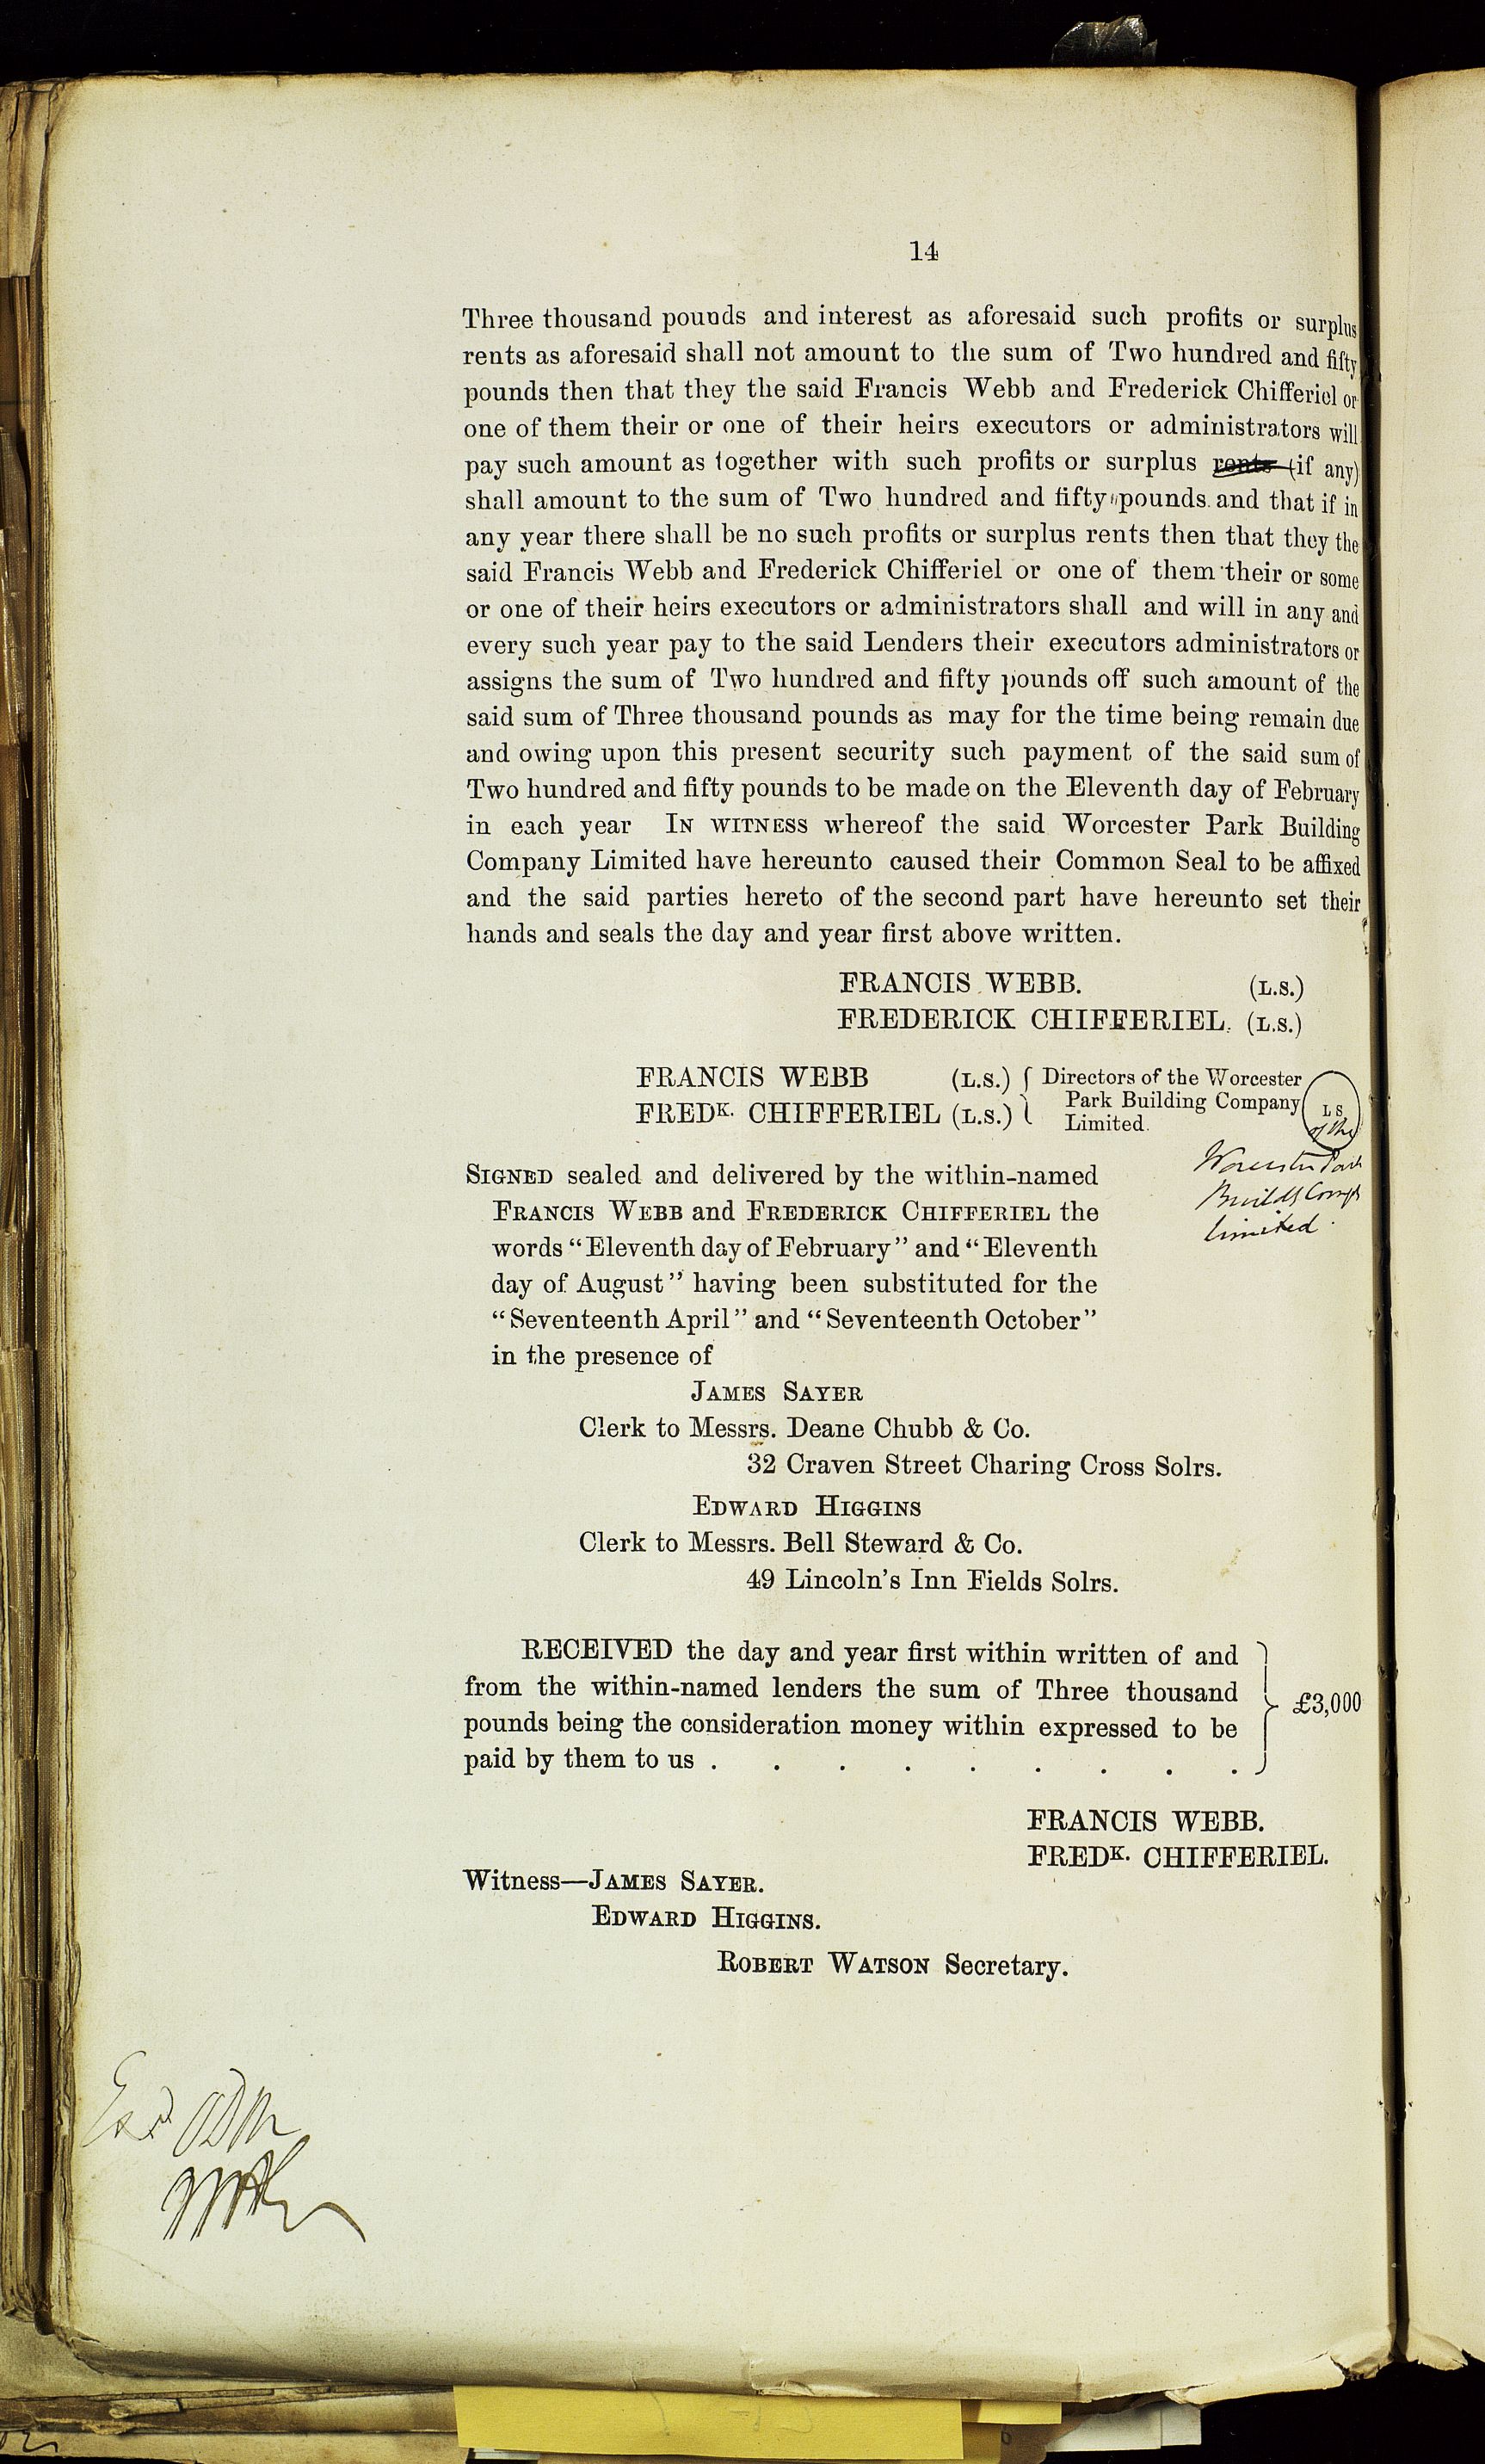 14
Three thousand pounds and interest as aforesaid such profits or surplus
rents as aforesaid shall not amount to the sum of Two hundred and fifty
pounds then that they the said Francis Webb and Frederick Chifferiel or
one of them their or one of their heirs executors or administrators will
pay such amount as together with such profits or surplus rents (if any)
shall amount to the sum of Two hundred and fifty pounds and that if in
any year there shall be no such profits or surplus rents then that they the
said Francis Webb and Frederick Chifferiel or one of them their or some
or one of their heirs executors or administrators shall and will in any and
every such year pay to the said Lenders their executors administrators or
assigns the sum of Two hundred and fifty pounds off such amount of the
said sum of Three thousand pounds as may for the time being remain due
and owing upon this present security such payment of the said sum of
Two hundred and fifty pounds to be made on the Eleventh day of February
in each year IN WITNESS whereof the said Worcester Park Building
Company Limited have hereunto caused their Common Seal to be affixed
and the said parties hereto of the second part have hereunto set their
hands and seals the day and year first above written.
FRANCIS WEBB. (L.S.)
FREDERICK CHIFFERIEL. (L.S.)
FRANCIS WEBB (L.S.) { Directors of the Worcester
FREDK. CHIFFERIEL (L.S.) Park Building Company
Limited.
L S
of the
Worcester Park
Buildg Compy
limited
SIGNED sealed and delivered by the within-named
FRANCIS WEBB and FREDERICK CHIFFERIEL the
words "Eleventh day of February" and "Eleventh
day of August" having been substituted for the
"Seventeenth April" and "Seventeenth October"
in the presence of
JAMES SAYER
Clerk to Messrs. Deane Chubb & Co.
32 Craven Street Charing Cross Solrs.
EDWARD HIGGINS
Clerk to Messrs. Bell Steward & Co.
49 Lincoln's Inn Fields Solrs.
RECEIVED the day and year first within written of and
from the within-named lenders the sum of Three thousand
pounds being the consideration money within expressed to be
paid by them to us . . . . . . . . . } £3,000
FRANCIS WEBB.
FREDK. CHIFFERIEL.
Witness—JAMES SAYER.
EDWARD HIGGINS.
ROBERT WATSON Secretary.